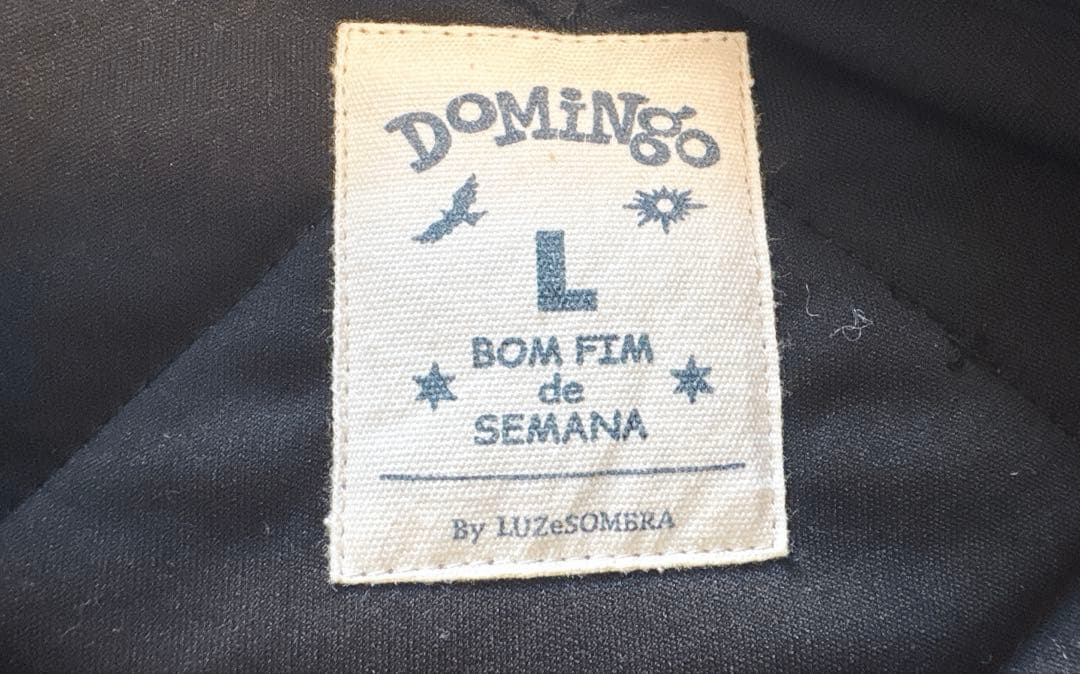 DOMiNgo
L
BOM FIM
de
SEMANA
By LUZeSOMBRA